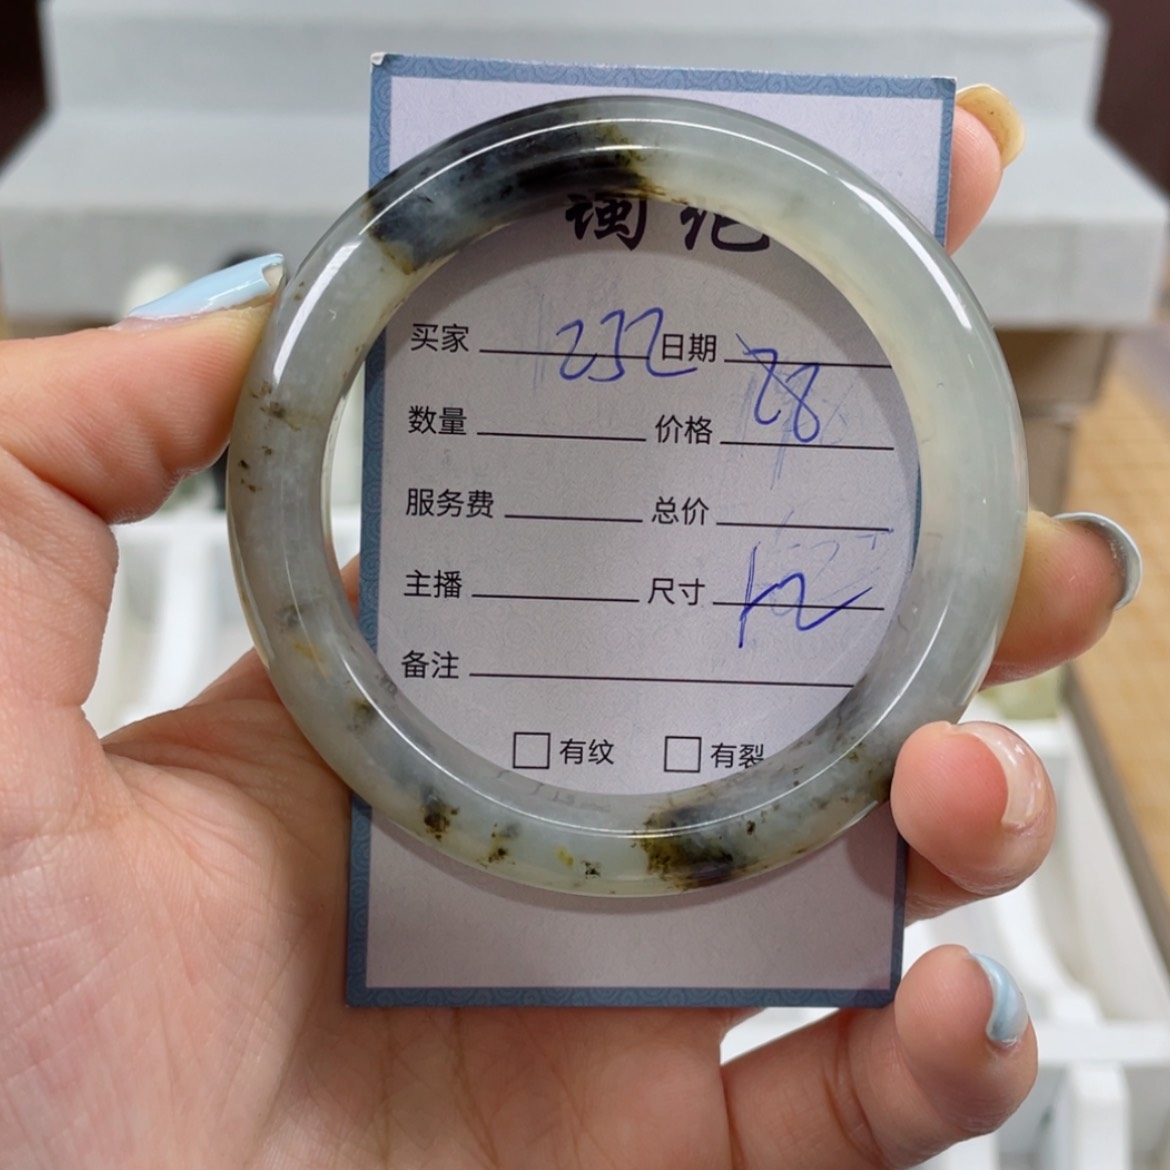 买家 232 日期
数量 价格 28
服务费 总价
主播 尺寸
备注
□ 有纹 □ 有裂